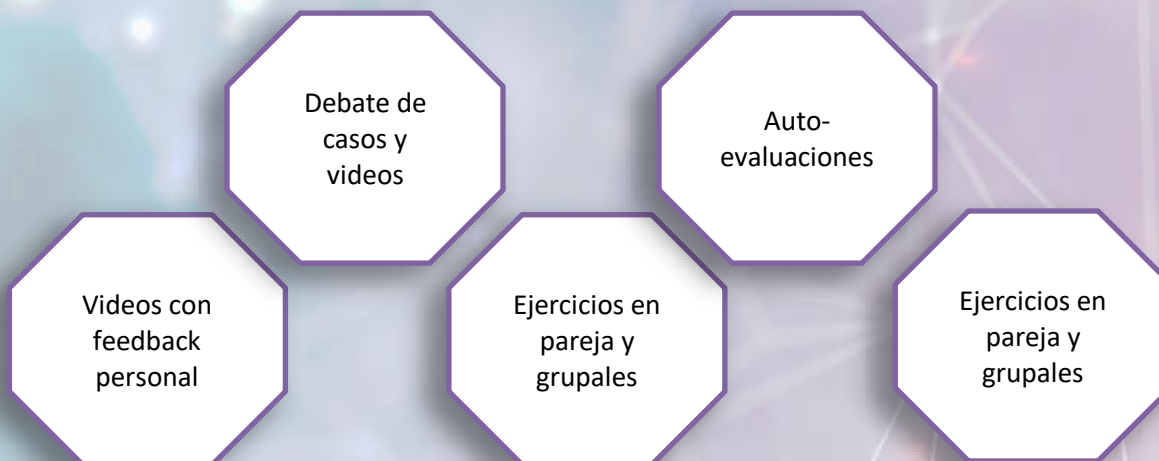 Debate de
casos y
videos
Auto-
evaluaciones
Videos con
feedback
personal
Ejercicios en
pareja y
grupales
Ejercicios en
pareja y
grupales